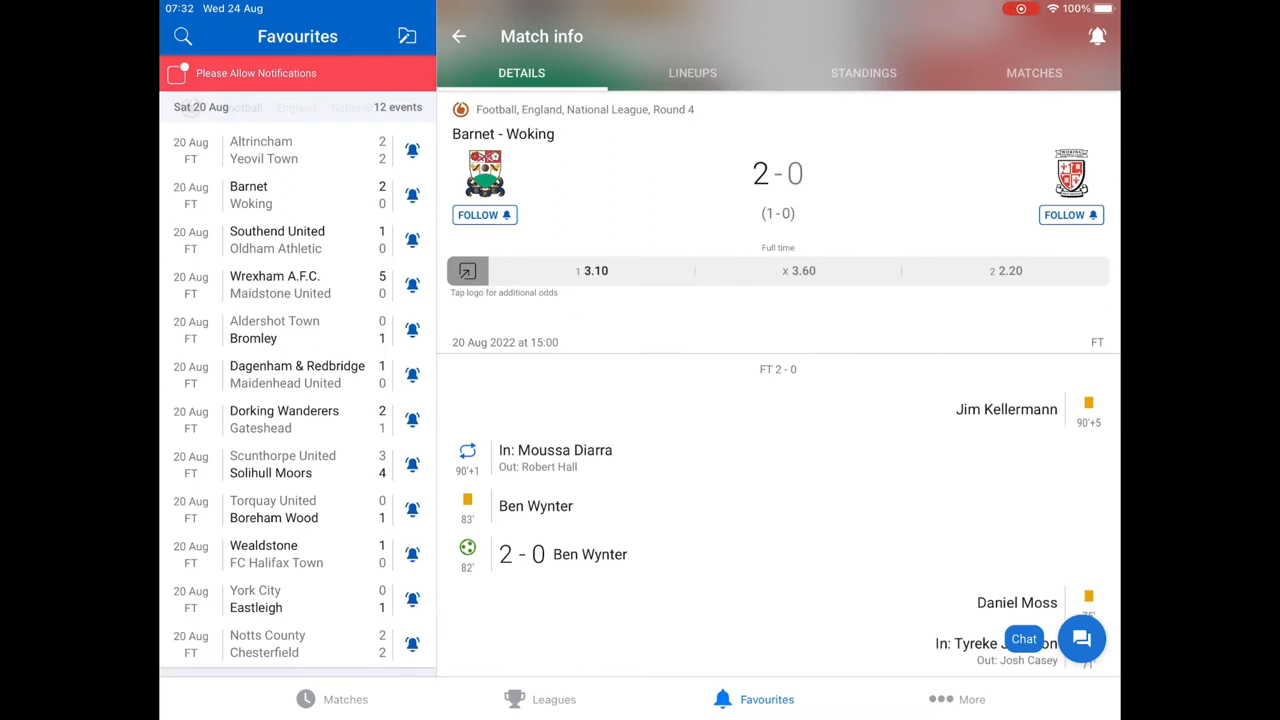 07:32 Wed 24 Aug
100%
Favourites
Please Allow Notifications
Sat 20 Aug Football England National 12 events
20 Aug Altrincham 2
FT Yeovil Town 2
20 Aug Barnet 2
FT Woking 0
20 Aug Southend United 1
FT Oldham Athletic 0
20 Aug Wrexham A.F.C. 5
FT Maidstone United 0
20 Aug Aldershot Town 0
FT Bromley 1
20 Aug Dagenham & Redbridge 1
FT Maidenhead United 0
20 Aug Dorking Wanderers 2
FT Gateshead 0
20 Aug Scunthorpe United 3
FT Solihull Moors 4
20 Aug Torquay United 0
FT Boreham Wood 1
20 Aug Wealdstone 1
FT FC Halifax Town 0
20 Aug York City 0
FT Eastleigh 1
20 Aug Notts County 2
FT Chesterfield 2
Match info
DETAILS LINEUPS STANDINGS MATCHES
Football, England, National League, Round 4
Barnet - Woking
2 - 0
WOKING
FOLLOW (1-0) FOLLOW
Full time
1 3.10 X 3.60 2 2.20
Tap logo for additional odds
20 Aug 2022 at 15:00 FT
FT 2 - 0
Jim Kellermann
90'+5
In: Moussa Diarra
90'+1 Out: Robert Hall
Ben Wynter
83'
2 - 0 Ben Wynter
82'
Daniel Moss
75'
In: Tyreke
Out: Josh Casey
71'
Chat
Matches Leagues Favourites More